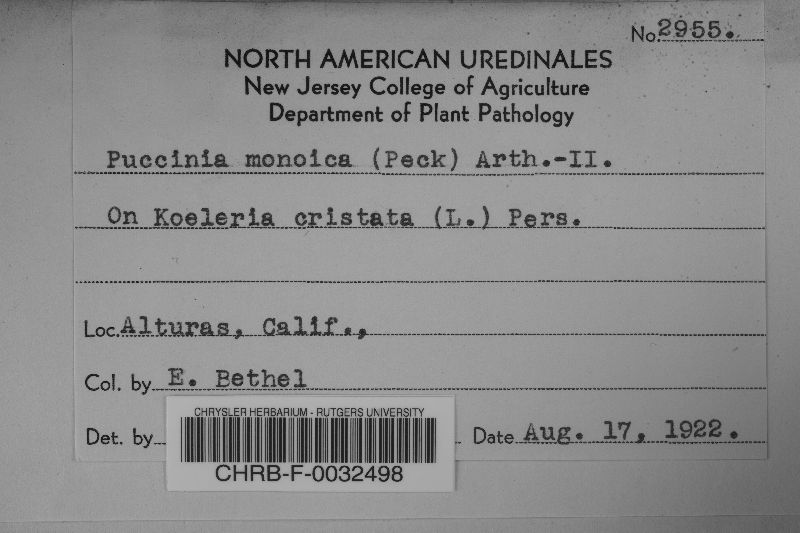 No. 2955.
NORTH AMERICAN UREDINALES
New Jersey College of Agriculture
Department of Plant Pathology
Puccinia monoica (Peck) Arth.-II.
On Koeleria cristata (L.) Pers.
Loc. Alturas, Calif.,
Col. by E. Bethel
Det. by
Date Aug. 17, 1922.
CHRYSLER HERBARIUM - RUTGERS UNIVERSITY
CHRB-F-0032498